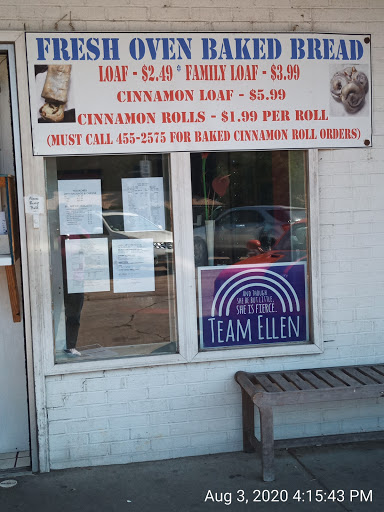 FRESH OVEN BAKED BREAD
LOAF - $2.49 * FAMILY LOAF - $3.99
CINNAMON LOAF - $5.99
CINNAMON ROLLS - $1.99 PER ROLL
(MUST CALL 455-2575 FOR BAKED CINNAMON ROLL ORDERS)
AND THOUGH
SHE BE BUT LITTLE,
SHE IS FIERCE.
TEAM ELLEN
Aug 3, 2020 4:15:43 PM